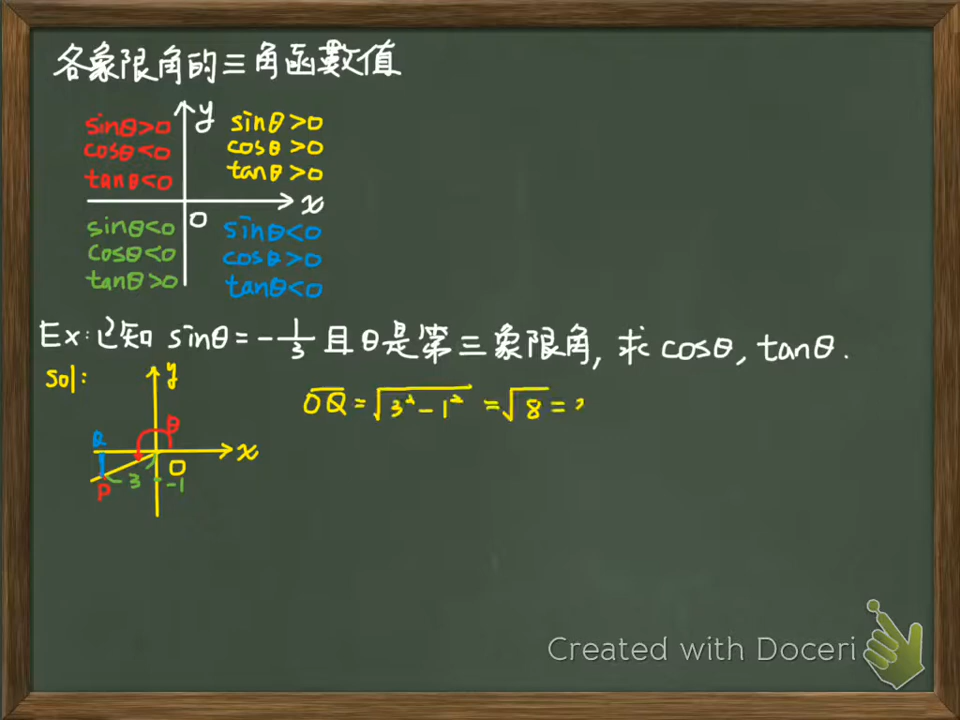 各象限角的三角函數值
y
sinθ>0
cosθ<0
tanθ<0
sinθ>0
cosθ>0
tanθ>0
x
O
sinθ<0
cosθ<0
tanθ>0
sinθ<0
cosθ>0
tanθ<0
Ex:已知 sinθ = -1/3 且 θ是第三象限角, 求 cosθ, tanθ.
Sol:
y
θ
Q
x
O
3
-1
P
OQ = √(3² - 1²) = √8 =
Created with Doceri